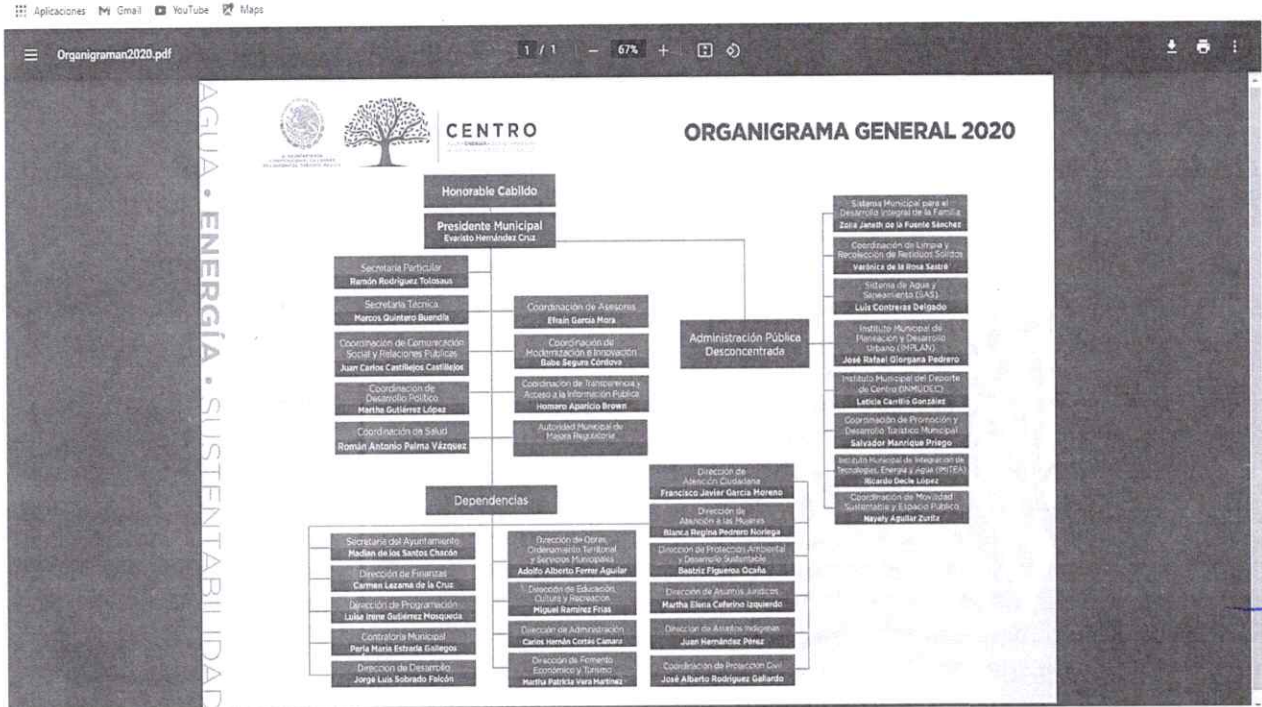 Aplicaciones Gmail YouTube Maps
Organigraman2020.pdf
1 / 1 − 67% +
AGUA • ENERGÍA • SUSTENTABILIDAD
CENTRO
ORGANIGRAMA GENERAL 2020
Honorable Cabildo
Presidente Municipal
Evaristo Hernández Cruz
Secretaría Particular
Ramón Rodríguez Tolosaus
Secretaría Técnica
Marcos Quintero Buendía
Coordinación de Comunicación
Social y Relaciones Públicas
Juan Carlos Castillejos Castillejos
Coordinación de
Desarrollo Político
Martha Gutiérrez López
Coordinación de Salud
Román Antonio Palma Vázquez
Coordinación de Asesores
Efraín García Mora
Coordinación de
Modernización e Innovación
Babe Segura Córdova
Coordinación de Transparencia y
Acceso a la Información Pública
Homero Aparicio Brown
Autoridad Municipal de
Mejora Regulatoria
Administración Pública
Desconcentrada
Sistema Municipal para el
Desarrollo Integral de la Familia
Zoila Janeth de la Fuente Sánchez
Coordinación de Limpia y
Recolección de Residuos Sólidos
Verónica de la Rosa Sastré
Sistema de Agua y
Saneamiento (SAS)
Luis Contreras Delgado
Instituto Municipal de
Planeación y Desarrollo
Urbano (IMPLAN)
José Rafael Giorgana Pedrero
Instituto Municipal del Deporte
de Centro (INMUDEC)
Leticia Carrillo González
Coordinación de Promoción y
Desarrollo Turístico Municipal
Salvador Manrique Priego
Instituto Municipal de Integración de
Tecnologías, Energía y Agua (IMITEA)
Ricardo Decle López
Coordinación de Movilidad
Sustentable y Espacio Público
Nayely Aguilar Zurita
Dependencias
Secretaría del Ayuntamiento
Madian de los Santos Chacón
Dirección de Finanzas
Carmen Lezama de la Cruz
Dirección de Programación
Luisa Irene Gutiérrez Mosqueda
Contraloría Municipal
Perla María Estrada Gallegos
Dirección de Desarrollo
Jorge Luis Sobrado Falcón
Dirección de Obras,
Ordenamiento Territorial
y Servicios Municipales
Adolfo Alberto Ferrer Aguilar
Dirección de Educación,
Cultura y Recreación
Miguel Ramírez Frías
Dirección de Administración
Carlos Hernán Cortés Cámara
Dirección de Fomento
Económico y Turismo
Martha Patricia Vera Martínez
Dirección de
Atención Ciudadana
Francisco Javier García Moreno
Dirección de
Atención a las Mujeres
Blanca Regina Pedrero Noriega
Dirección de Protección Ambiental
y Desarrollo Sustentable
Beatriz Figueroa Ocaña
Dirección de Asuntos Jurídicos
Martha Elena Ceferino Izquierdo
Dirección de Asuntos Indígenas
Juan Hernández Pérez
Coordinación de Protección Civil
José Alberto Rodríguez Gallardo